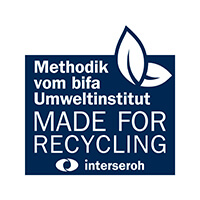 Methodik
vom bifa
Umweltinstitut
MADE FOR
RECYCLING
interseroh